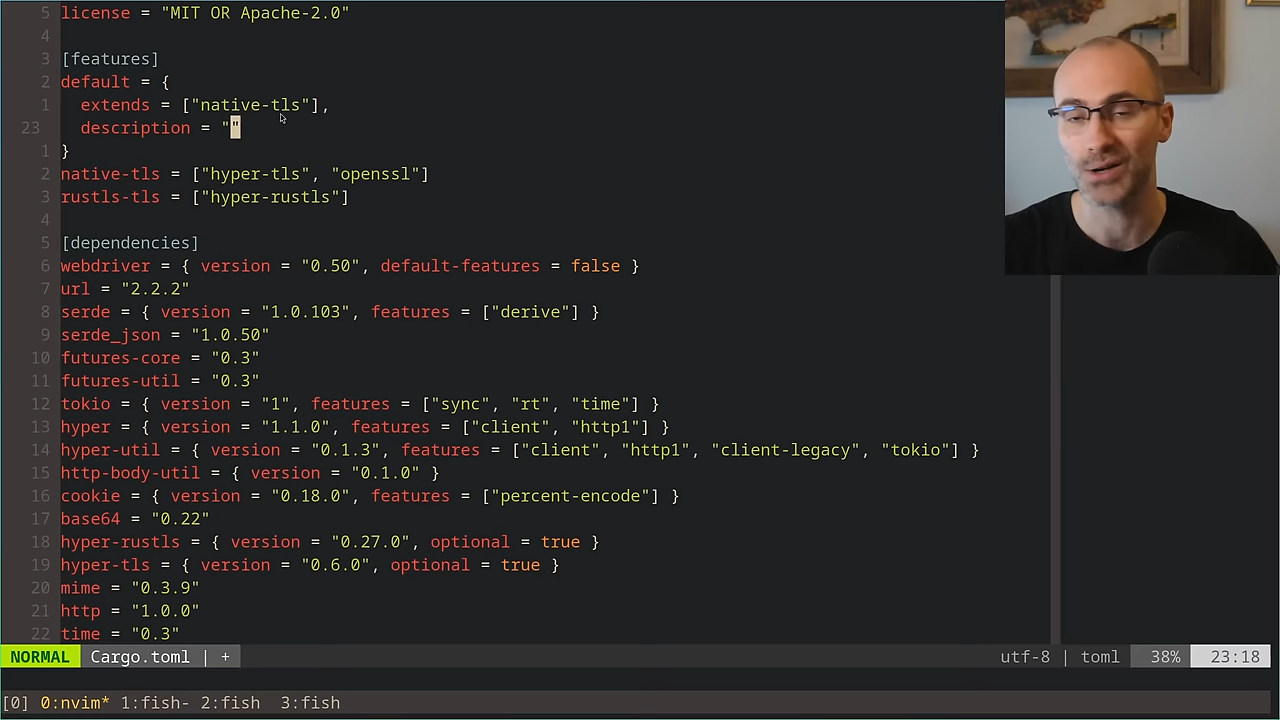 5 license = "MIT OR Apache-2.0"
4
3 [features]
2 default = {
1 extends = ["native-tls"],
23 description = ""
1 }
2 native-tls = ["hyper-tls", "openssl"]
3 rustls-tls = ["hyper-rustls"]
4
5 [dependencies]
6 webdriver = { version = "0.50", default-features = false }
7 url = "2.2.2"
8 serde = { version = "1.0.103", features = ["derive"] }
9 serde_json = "1.0.50"
10 futures-core = "0.3"
11 futures-util = "0.3"
12 tokio = { version = "1", features = ["sync", "rt", "time"] }
13 hyper = { version = "1.1.0", features = ["client", "http1"] }
14 hyper-util = { version = "0.1.3", features = ["client", "http1", "client-legacy", "tokio"] }
15 http-body-util = { version = "0.1.0" }
16 cookie = { version = "0.18.0", features = ["percent-encode"] }
17 base64 = "0.22"
18 hyper-rustls = { version = "0.27.0", optional = true }
19 hyper-tls = { version = "0.6.0", optional = true }
20 mime = "0.3.9"
21 http = "1.0.0"
22 time = "0.3"
NORMAL Cargo.toml | + utf-8 | toml 38% 23:18
[0] 0:nvim* 1:fish- 2:fish 3:fish